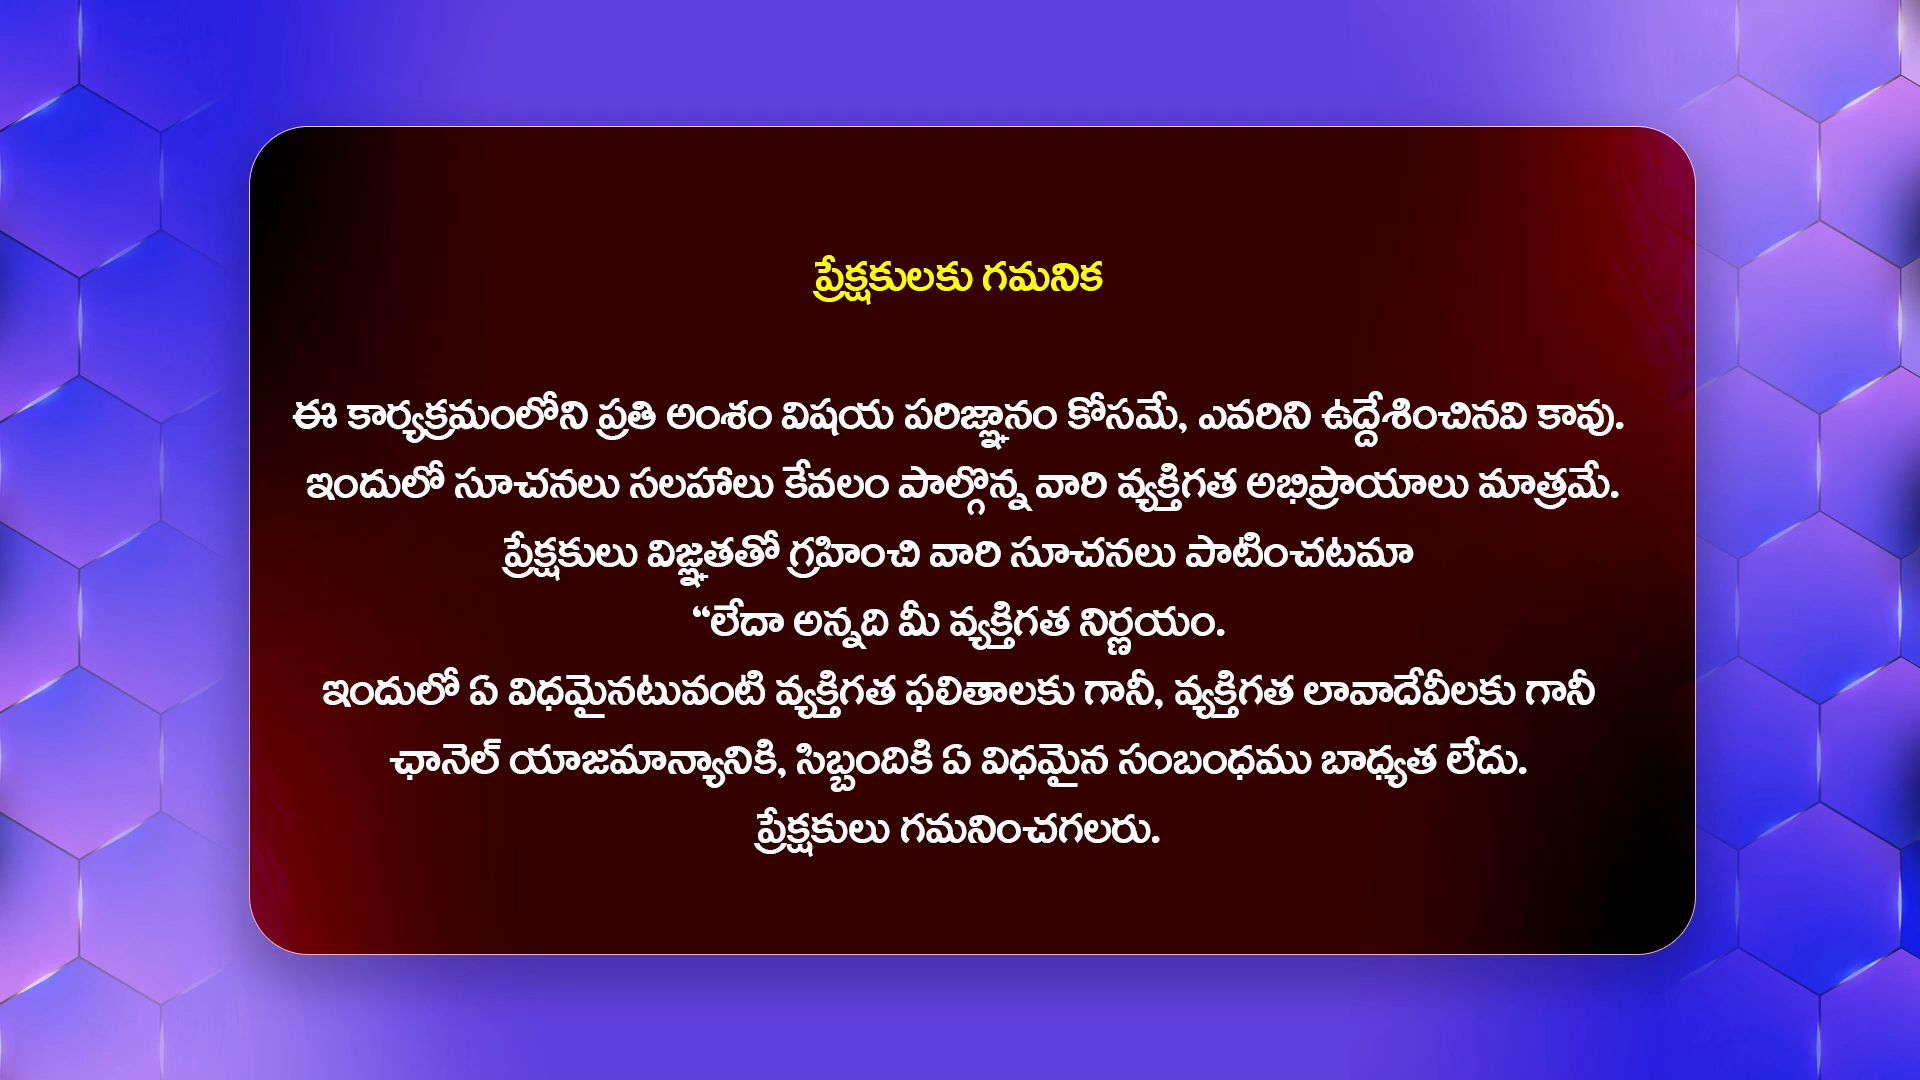 ప్రేక్షకులకు గమనిక
ఈ కార్యక్రమంలోని ప్రతి అంశం విషయ పరిజ్ఞానం కోసమే, ఎవరిని ఉద్దేశించినవి కావు.
ఇందులో సూచనలు సలహాలు కేవలం పాల్గొన్న వారి వ్యక్తిగత అభిప్రాయాలు మాత్రమే.
ప్రేక్షకులు విజ్ఞతతో గ్రహించి వారి సూచనలు పాటించటమా
“లేదా అన్నది మీ వ్యక్తిగత నిర్ణయం.
ఇందులో ఏ విధమైనటువంటి వ్యక్తిగత ఫలితాలకు గానీ, వ్యక్తిగత లావాదేవీలకు గానీ
ఛానెల్ యాజమాన్యానికి, సిబ్బందికి ఏ విధమైన సంబంధము బాధ్యత లేదు.
ప్రేక్షకులు గమనించగలరు.